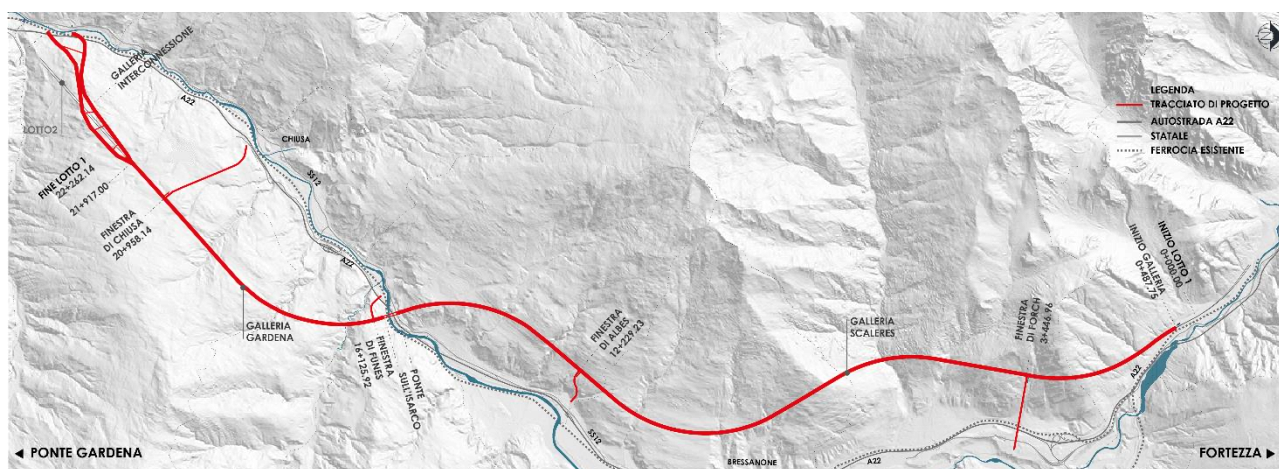 LEGENDA
TRACCIATO DI PROGETTO
AUTOSTRADA A22
STATALE
FERROCIA ESISTENTE
GALLERIA
INTERCONNESSIONE
LOTTO2
A22
CHIUSA
SS12
FINE LOTTO 1
22+262.14
21+917.00
FINESTRA
DI CHIUSA
20+958.14
A22
GALLERIA
GARDENA
FINESTRA
DI FUNES
16+125.92
PONTE
SULL'ISARCO
FINESTRA
DI ALBES
12+229.23
SS12
GALLERIA
SCALERES
FINESTRA
DI FORCH
3+446.96
INIZIO LOTTO 1
0+000.00
INIZIO GALLERIA
0+487.75
A22
A22
BRESSANONE
◄ PONTE GARDENA
FORTEZZA ►